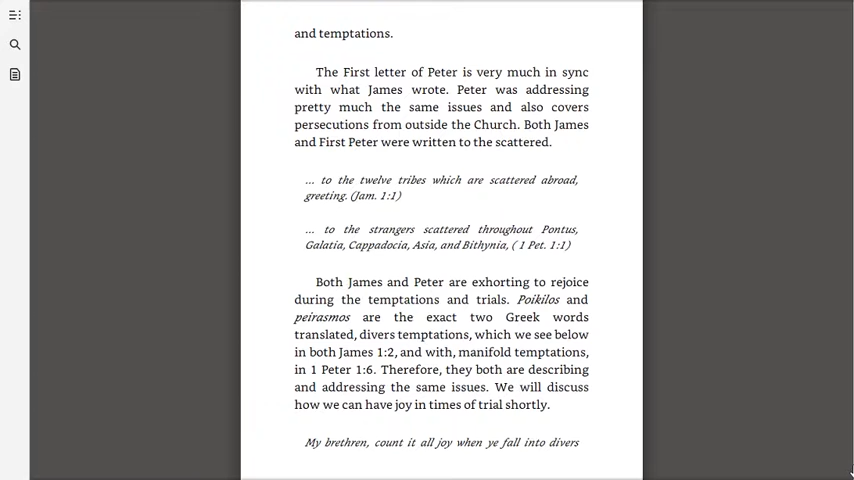 and temptations.
The First letter of Peter is very much in sync
with what James wrote. Peter was addressing
pretty much the same issues and also covers
persecutions from outside the Church. Both James
and First Peter were written to the scattered.
... to the twelve tribes which are scattered abroad,
greeting. (Jam. 1:1)
... to the strangers scattered throughout Pontus,
Galatia, Cappadocia, Asia, and Bithynia, ( 1 Pet. 1:1)
Both James and Peter are exhorting to rejoice
during the temptations and trials. Poikilos and
peirasmos are the exact two Greek words
translated, divers temptations, which we see below
in both James 1:2, and with, manifold temptations,
in 1 Peter 1:6. Therefore, they both are describing
and addressing the same issues. We will discuss
how we can have joy in times of trial shortly.
My brethren, count it all joy when ye fall into divers